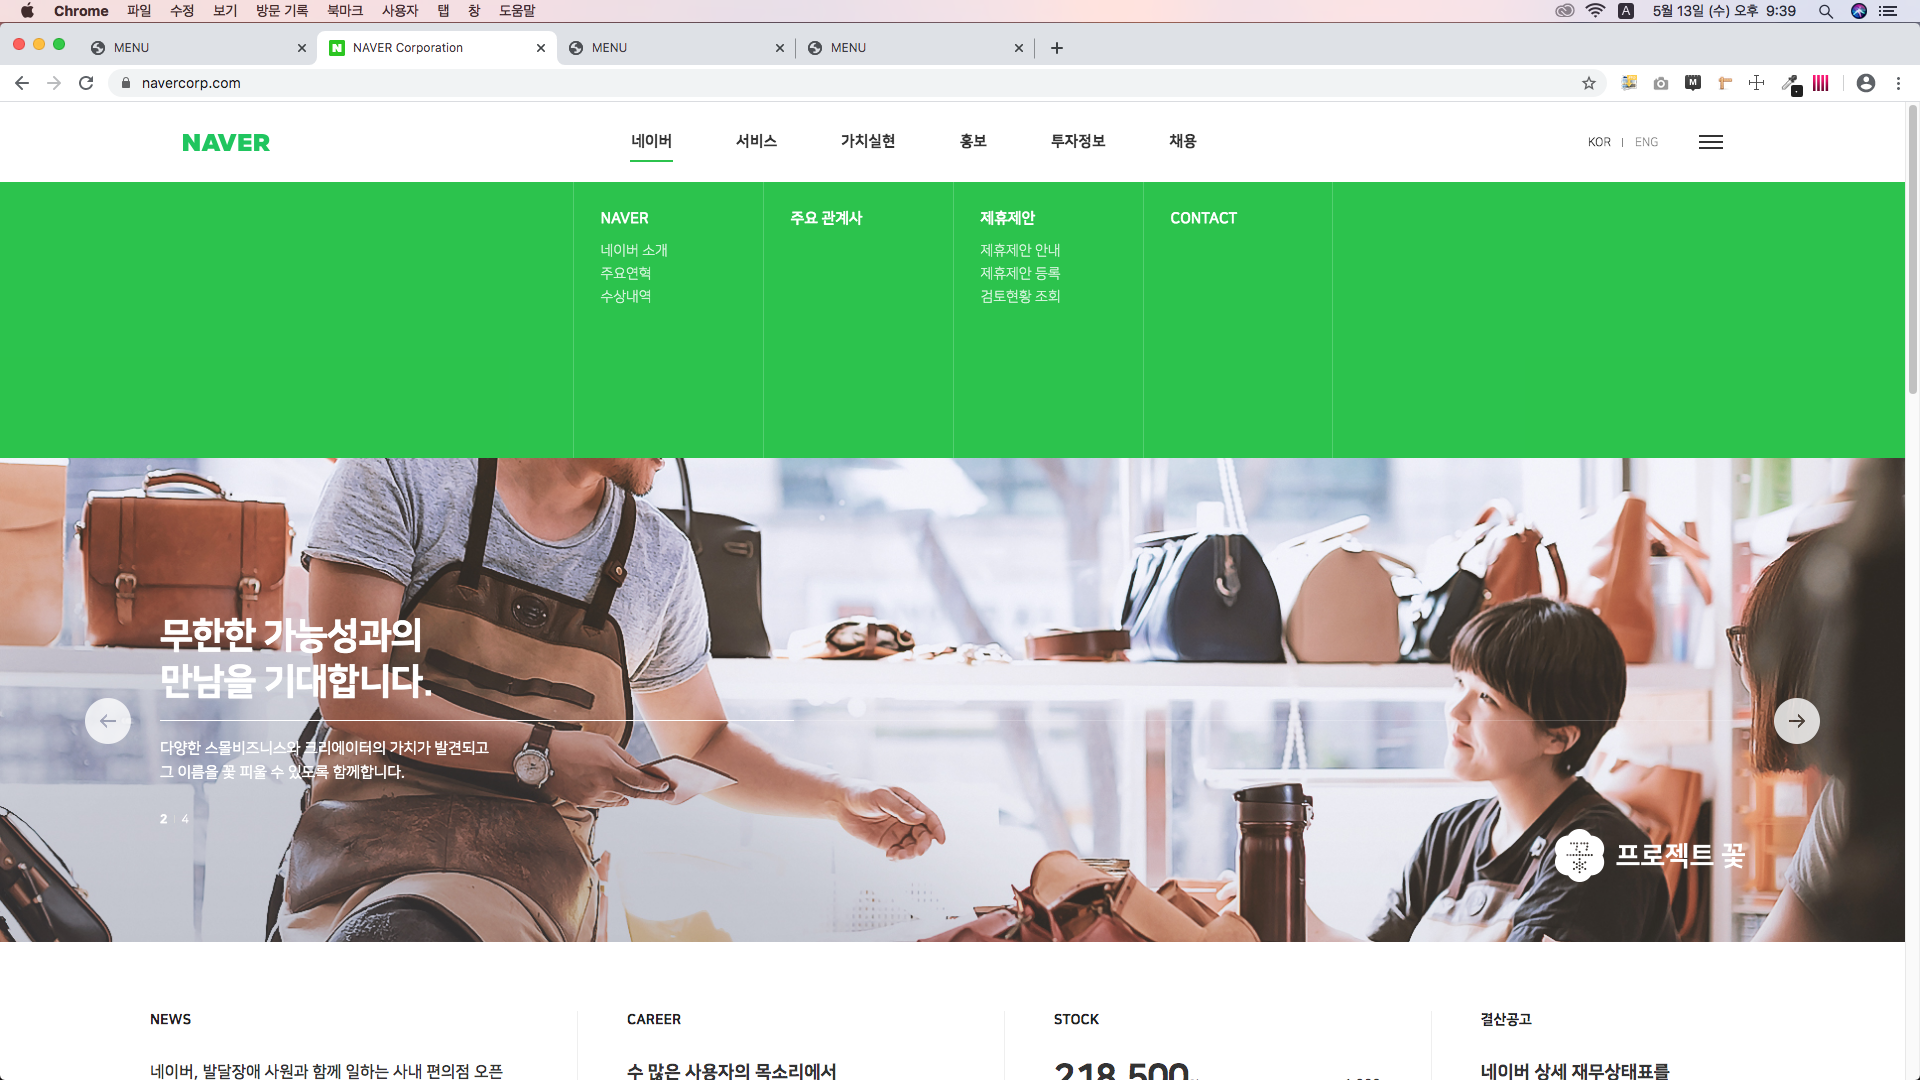 Chrome 파일 수정 보기 방문 기록 북마크 사용자 탭 창 도움말
A 5월 13일 (수) 오후 9:39
MENU
NAVER Corporation
MENU
MENU
navercorp.com
NAVER
네이버 서비스 가치실현 홍보 투자정보 채용
KOR | ENG
NAVER
네이버 소개
주요연혁
수상내역
주요 관계사
제휴제안
제휴제안 안내
제휴제안 등록
검토현황 조회
CONTACT
무한한 가능성과의
만남을 기대합니다.
다양한 스몰비즈니스와 크리에이터의 가치가 발견되고
그 이름을 꽃 피울 수 있도록 함께합니다.
2 | 4
프로젝트 꽃
NEWS
네이버, 발달장애 사원과 함께 일하는 사내 편의점 오픈
CAREER
수 많은 사용자의 목소리에서
STOCK
218,500
결산공고
네이버 상세 재무상태표를